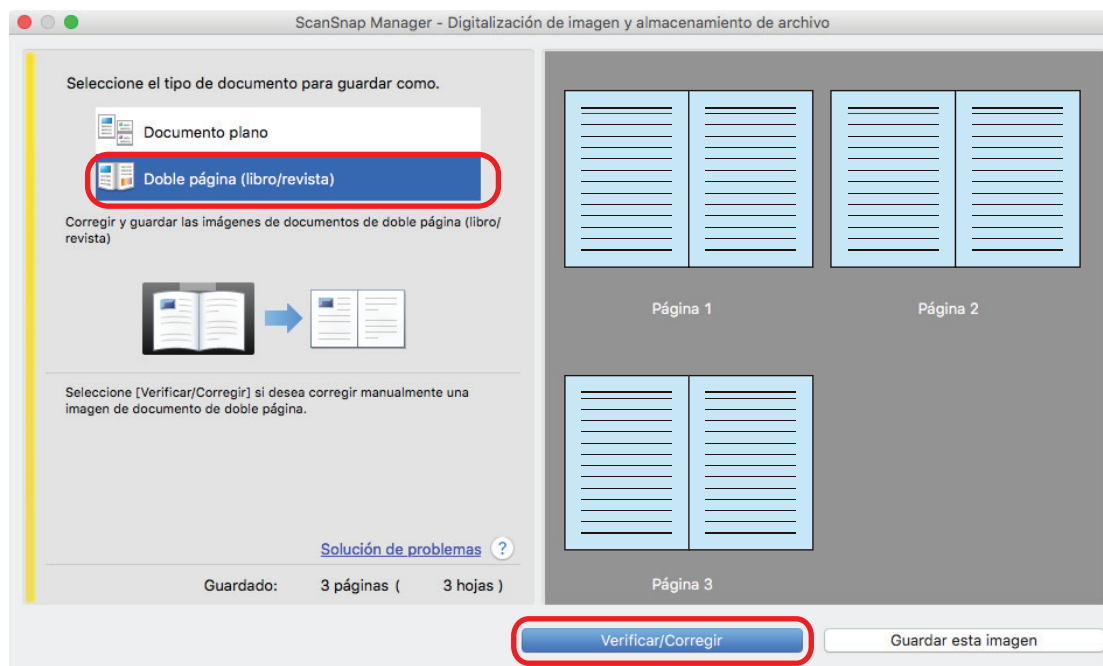 ScanSnap Manager - Digitalización de imagen y almacenamiento de archivo
Seleccione el tipo de documento para guardar como.
Documento plano
Doble página (libro/revista)
Corregir y guardar las imágenes de documentos de doble página (libro/
revista)
Seleccione [Verificar/Corregir] si desea corregir manualmente una
imagen de documento de doble página.
Solución de problemas ?
Guardado: 3 páginas ( 3 hojas )
Página 1
Página 2
Página 3
Verificar/Corregir
Guardar esta imagen